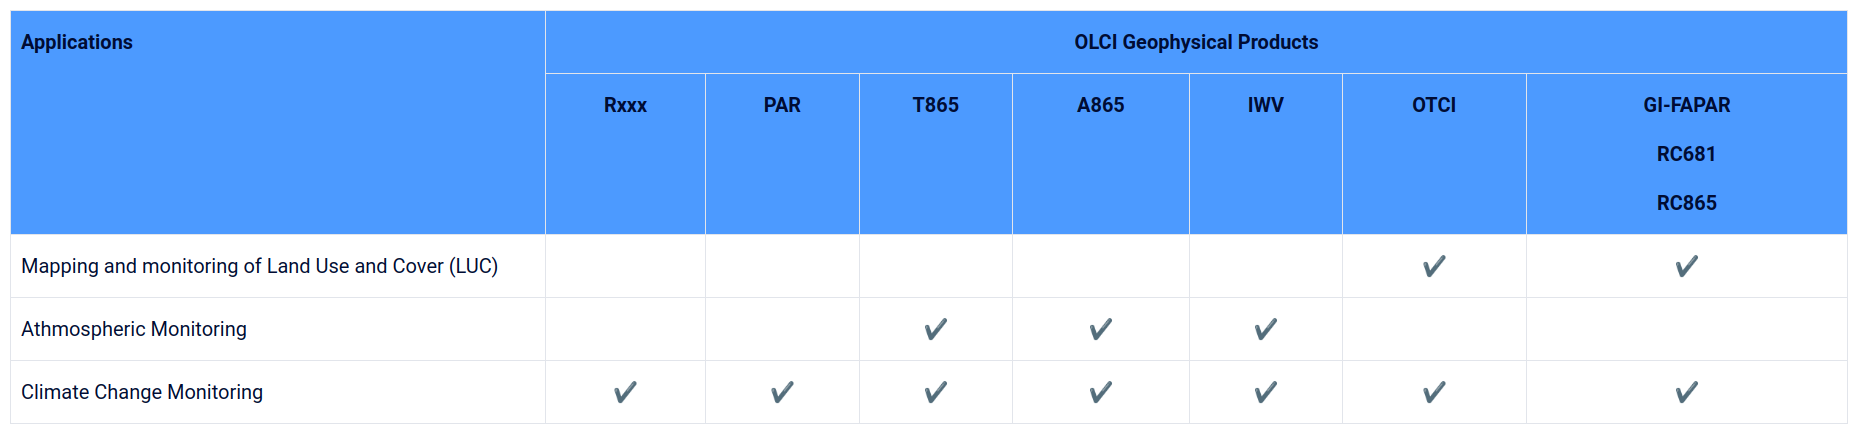 Applications
OLCI Geophysical Products
Rxxx PAR T865 A865 IWV OTCI GI-FAPAR
RC681
RC865
Mapping and monitoring of Land Use and Cover (LUC) ✔ ✔
Athmospheric Monitoring ✔ ✔ ✔
Climate Change Monitoring ✔ ✔ ✔ ✔ ✔ ✔ ✔